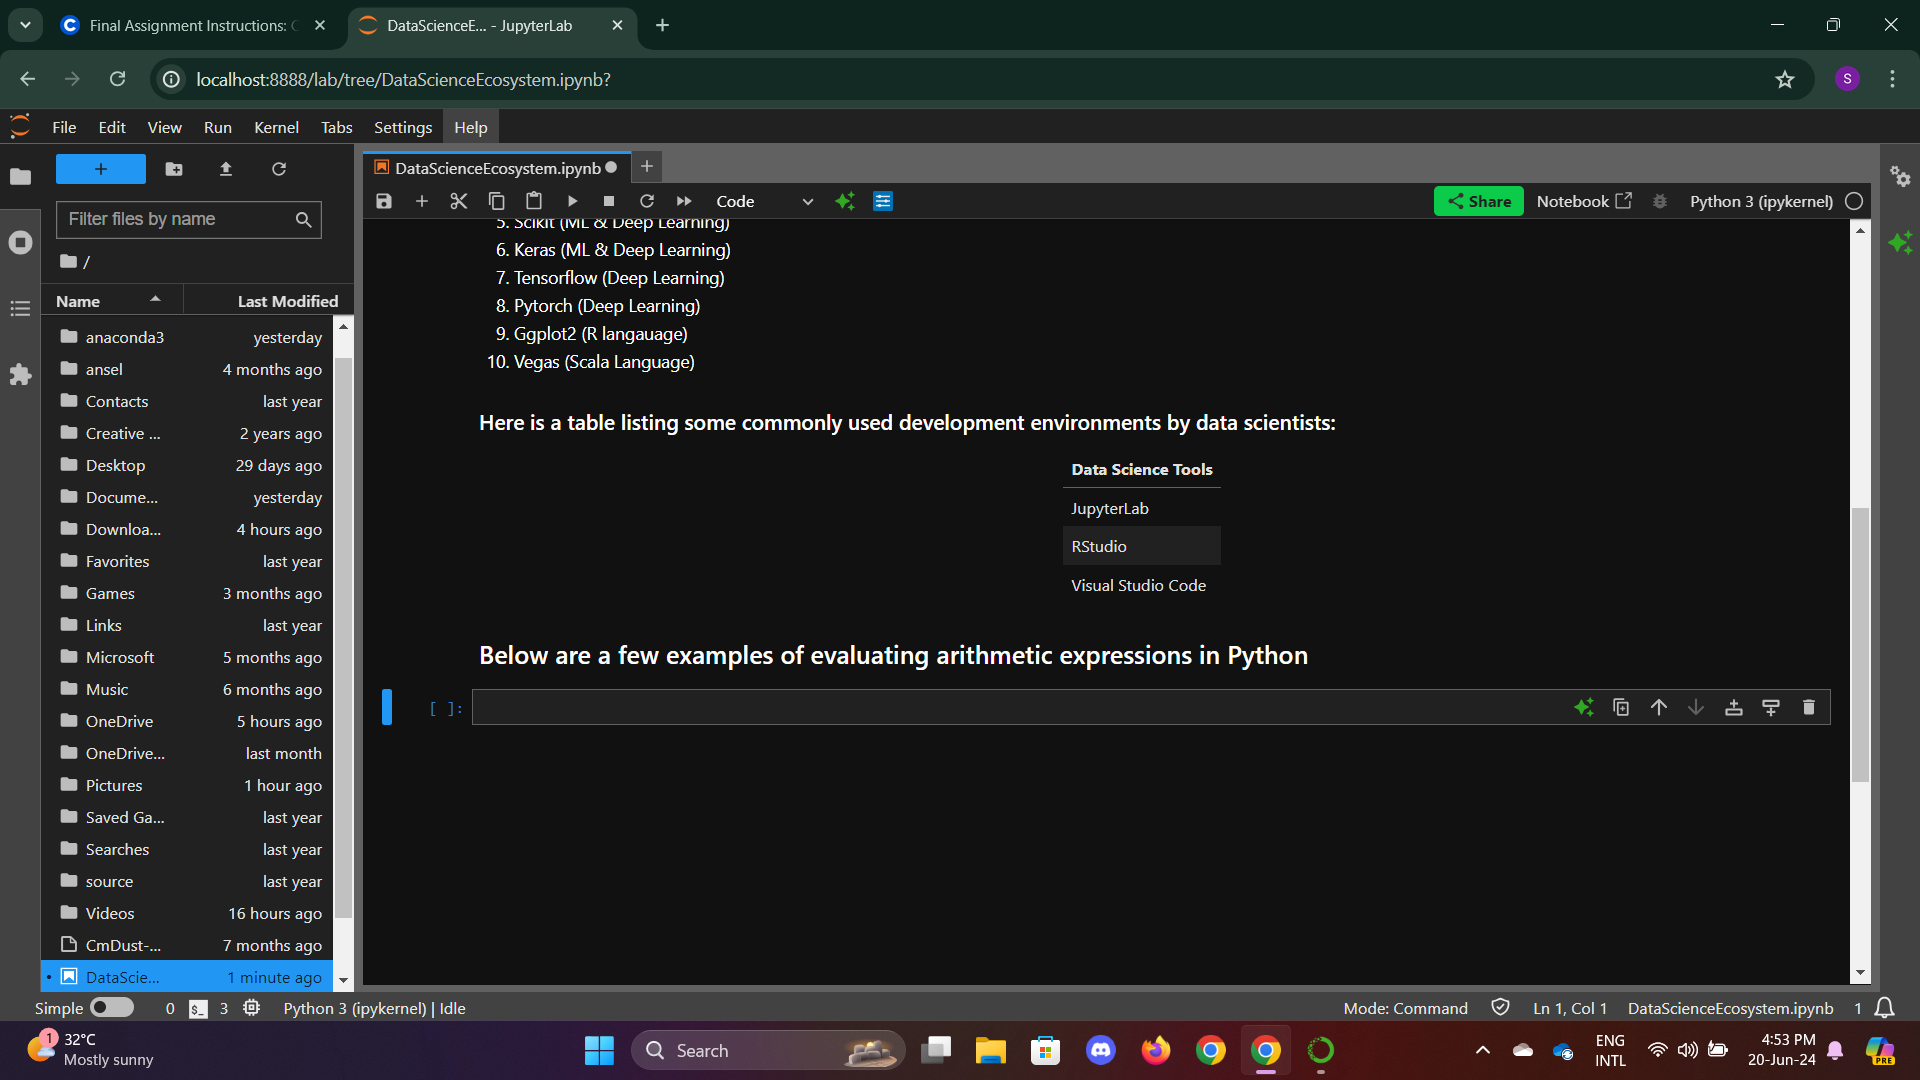 Final Assignment Instructions: C
DataScienceE... - JupyterLab
localhost:8888/lab/tree/DataScienceEcosystem.ipynb?
S
File Edit View Run Kernel Tabs Settings Help
DataScienceEcosystem.ipynb
Code
Share
Notebook
Python 3 (ipykernel)
Filter files by name
/
Name Last Modified
anaconda3 yesterday
ansel 4 months ago
Contacts last year
Creative ... 2 years ago
Desktop 29 days ago
Docume... yesterday
Downloa... 4 hours ago
Favorites last year
Games 3 months ago
Links last year
Microsoft 5 months ago
Music 6 months ago
OneDrive 5 hours ago
OneDrive... last month
Pictures 1 hour ago
Saved Ga... last year
Searches last year
source last year
Videos 16 hours ago
CmDust-... 7 months ago
DataScie... 1 minute ago
5. Scikit (ML & Deep Learning)
6. Keras (ML & Deep Learning)
7. Tensorflow (Deep Learning)
8. Pytorch (Deep Learning)
9. Ggplot2 (R langauage)
10. Vegas (Scala Language)
Here is a table listing some commonly used development environments by data scientists:
Data Science Tools
JupyterLab
RStudio
Visual Studio Code
Below are a few examples of evaluating arithmetic expressions in Python
[ ]:
Simple 0 $_ 3 Python 3 (ipykernel) | Idle
Mode: Command Ln 1, Col 1 DataScienceEcosystem.ipynb 1
1 32°C
Mostly sunny
Search
ENG
INTL
4:53 PM
20-Jun-24
PRE